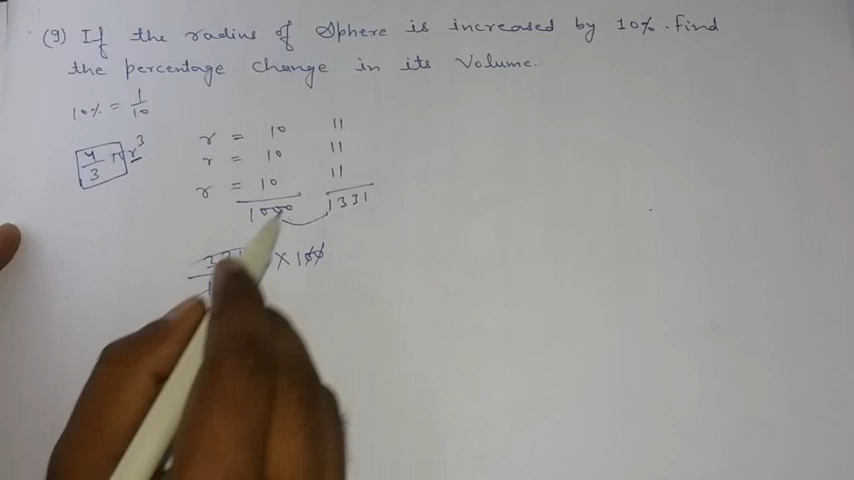 (9) If the radius of Sphere is increased by 10%. find
the percentage change in its Volume.
10% = 1/10
4/3 πr³
r = 10 11
r = 10 11
r = 10 11
1000 1331
331 × 100